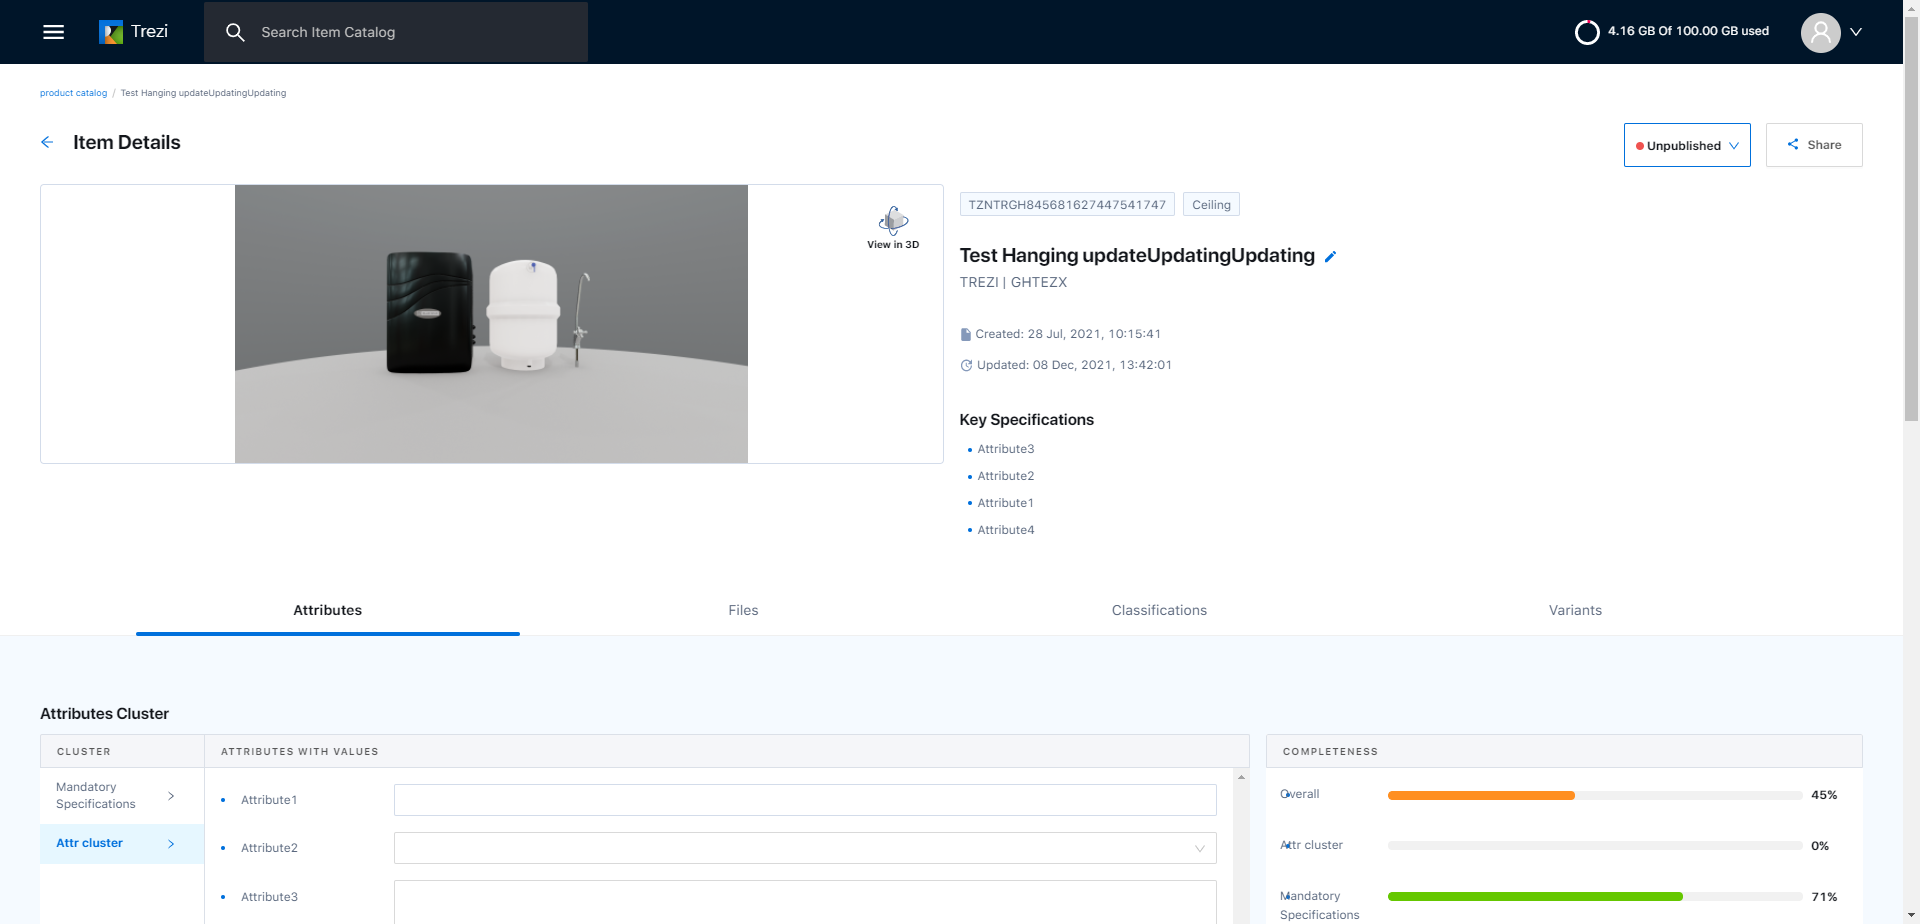 Trezi
Search Item Catalog
4.16 GB Of 100.00 GB used
product catalog / Test Hanging updateUpdatingUpdating
Item Details
Unpublished
Share
View in 3D
TZNTRGH845681627447541747
Ceiling
Test Hanging updateUpdatingUpdating
TREZI | GHTEZX
Created: 28 Jul, 2021, 10:15:41
Updated: 08 Dec, 2021, 13:42:01
Key Specifications
Attribute3
Attribute2
Attribute1
Attribute4
Attributes
Files
Classifications
Variants
Attributes Cluster
CLUSTER
ATTRIBUTES WITH VALUES
COMPLETENESS
Mandatory
Specifications
Attr cluster
Attribute1
Attribute2
Attribute3
Overall
45%
Attr cluster
0%
Mandatory
Specifications
71%